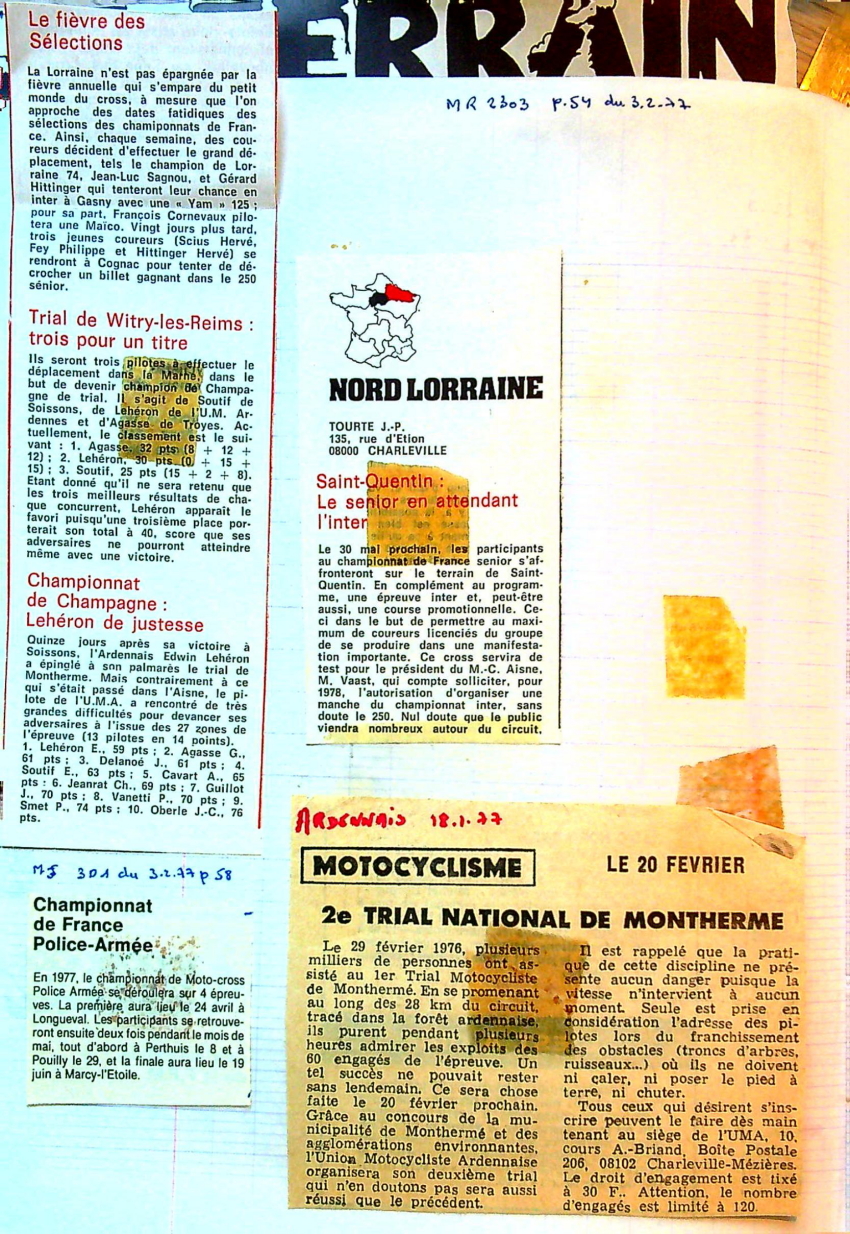 TERRAIN
MR 2303 p.54 du 3.2.77
Le fièvre des
Sélections
La Lorraine n'est pas épargnée par la
fièvre annuelle qui s'empare du petit
monde du cross, à mesure que l'on
approche des dates fatidiques des
sélections des chamiponnats de Fran-
ce. Ainsi, chaque semaine, des cou-
reurs décident d'effectuer le grand dé-
placement, tels le champion de Lor-
raine 74, Jean-Luc Sagnou, et Gérard
Hittinger qui tenteront leur chance en
inter à Gasny avec une « Yam » 125 ;
pour sa part, François Cornevaux pilo-
tera une Maïco. Vingt jours plus tard,
trois jeunes coureurs (Scius Hervé,
Fey Philippe et Hittinger Hervé) se
rendront à Cognac pour tenter de dé-
crocher un billet gagnant dans le 250
sénior.
Trial de Witry-les-Reims :
trois pour un titre
Ils seront trois pilotes à effectuer le
déplacement dans la Marne, dans le
but de devenir champion de Champa-
gne de trial. Il s'agit de Soutif de
Soissons, de Lehéron de l'U.M. Ar-
dennes et d'Agasse de Troyes. Ac-
tuellement, le classement est le sui-
vant : 1. Agasse, 32 pts (8 + 12 +
12) ; 2. Lehéron, 30 pts (0 + 15 +
15) ; 3. Soutif, 25 pts (15 + 2 + 8).
Etant donné qu'il ne sera retenu que
les trois meilleurs résultats de cha-
que concurrent, Lehéron apparaît le
favori puisqu'une troisième place por-
terait son total à 40, score que ses
adversaires ne pourront atteindre
même avec une victoire.
Championnat
de Champagne :
Lehéron de justesse
Quinze jours après sa victoire à
Soissons, l'Ardennais Edwin Lehéron
a épinglé à son palmarès le trial de
Montherme. Mais contrairement à ce
qui s'était passé dans l'Aisne, le pi-
lote de l'U.M.A. a rencontré de très
grandes difficultés pour devancer ses
adversaires à l'issue des 27 zones de
l'épreuve (13 pilotes en 14 points).
1. Lehéron E., 59 pts ; 2. Agasse G.,
61 pts ; 3. Delanoé J., 61 pts ; 4.
Soutif E., 63 pts ; 5. Cavart A., 65
pts ; 6. Jeanrat Ch., 69 pts ; 7. Guillot
J., 70 pts ; 8. Vanetti P., 70 pts ; 9.
Smet P., 74 pts ; 10. Oberle J.-C., 76
pts.
NORD LORRAINE
TOURTE J.-P.
135, rue d'Etion
08000 CHARLEVILLE
Saint-Quentin :
Le senior en attendant
l'inter
Le 30 mai prochain, les participants
au championnat de France senior s'af-
fronteront sur le terrain de Saint-
Quentin. En complément au program-
me, une épreuve inter et, peut-être
aussi, une course promotionnelle. Ce-
ci dans le but de permettre au maxi-
mum de coureurs licenciés du groupe
de se produire dans une manifesta-
tion importante. Ce cross servira de
test pour le président du M.-C. Aisne,
M. Vaast, qui compte solliciter, pour
1978, l'autorisation d'organiser une
manche du championnat inter, sans
doute le 250. Nul doute que le public
viendra nombreux autour du circuit.
MJ 301 du 3.2.77 p 58
Championnat
de France
Police-Armée
En 1977, le championnat de Moto-cross
Police Armée se déroulera sur 4 épreu-
ves. La première aura lieu le 24 avril à
Longueval. Les participants se retrouve-
ront ensuite deux fois pendant le mois de
mai, tout d'abord à Perthuis le 8 et à
Pouilly le 29, et la finale aura lieu le 19
juin à Marcy-l'Etoile.
ARDENNAIS 18.1.77
MOTOCYCLISME
LE 20 FEVRIER
2e TRIAL NATIONAL DE MONTHERME
Le 29 février 1976, plusieurs
milliers de personnes ont as-
sisté au 1er Trial Motocycliste
de Monthermé. En se promenant
au long des 28 km du circuit,
tracé dans la forêt ardennaise,
ils purent pendant plusieurs
heures admirer les exploits des
60 engagés de l'épreuve. Un
tel succès ne pouvait rester
sans lendemain. Ce sera chose
faite le 20 février prochain.
Grâce au concours de la mu-
nicipalité de Monthermé et des
agglomérations environnantes,
l'Union Motocycliste Ardennaise
organisera son deuxième trial
qui n'en doutons pas sera aussi
réussi que le précédent.
Il est rappelé que la prati-
que de cette discipline ne pré-
sente aucun danger puisque la
vitesse n'intervient à aucun
moment. Seule est prise en
considération l'adresse des pi-
lotes lors du franchissement
des obstacles (troncs d'arbres,
ruisseaux...) où ils ne doivent
ni caler, ni poser le pied à
terre, ni chuter.
Tous ceux qui désirent s'ins-
crire peuvent le faire dès main
tenant au siège de l'UMA, 10,
cours A.-Briand, Boîte Postale
206, 08102 Charleville-Mézières.
Le droit d'engagement est fixé
à 30 F.. Attention, le nombre
d'engagés est limité à 120.